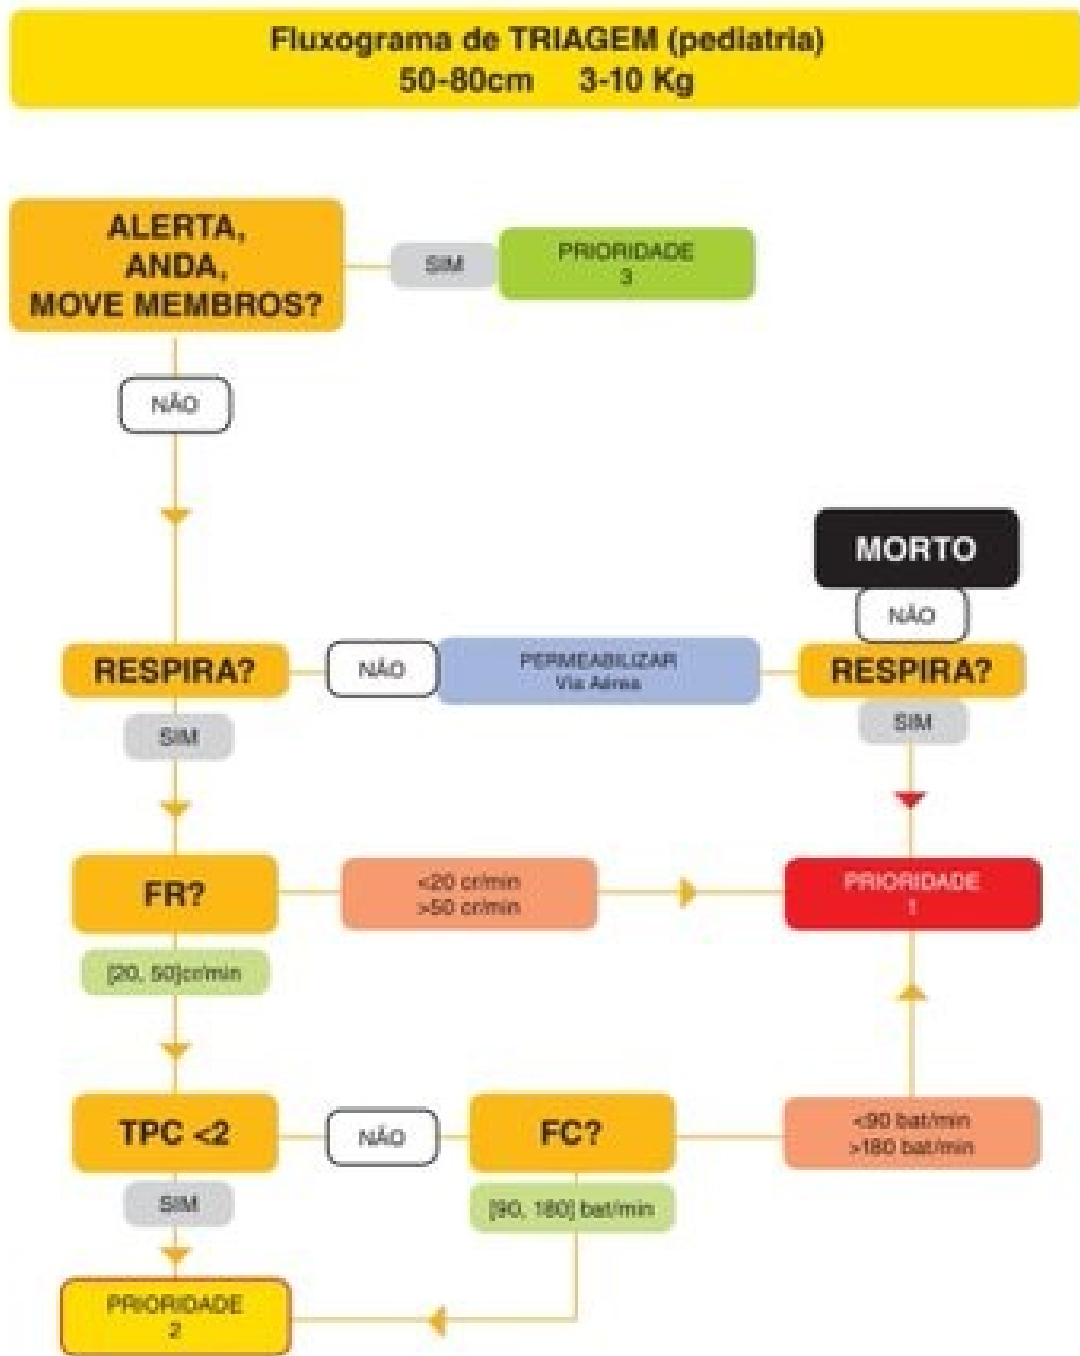 Fluxograma de TRIAGEM (pediatria)
50-80cm 3-10 Kg
ALERTA,
ANDA,
MOVE MEMBROS?
SIM
PRIORIDADE
3
NÃO
MORTO
NÃO
RESPIRA?
NÃO
PERMEABILIZAR
Via Aérea
RESPIRA?
SIM
SIM
FR?
<20 cr/min
>50 cr/min
PRIORIDADE
1
[20, 50]cr/min
TPC <2
NÃO
FC?
<90 bat/min
>180 bat/min
SIM
[90, 180] bat/min
PRIORIDADE
2